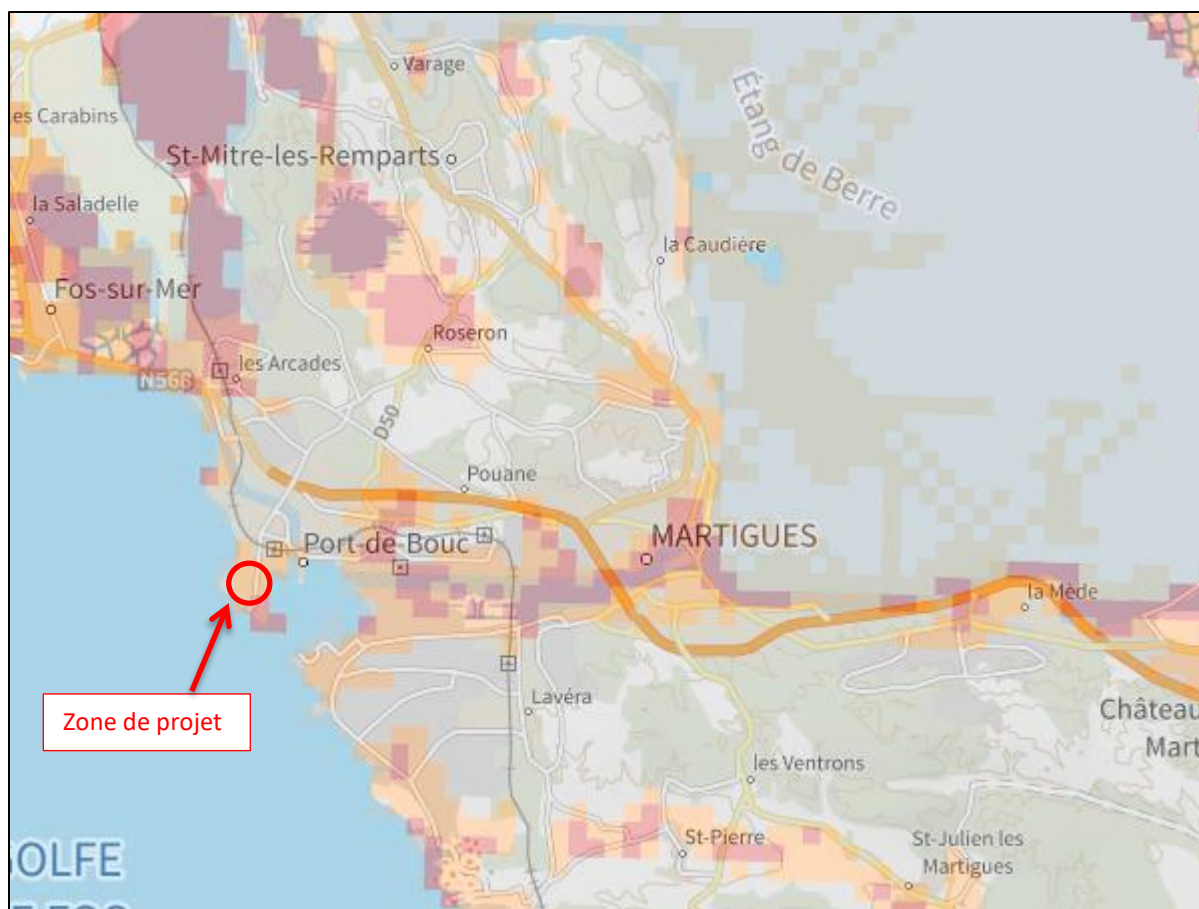 Varage
es Carabins
St-Mitre-les-Remparts
Étang de Berre
la Saladelle
la Caudière
Fos-sur-Mer
Roseron
les Arcades
N568
D50
Pouane
Port-de-Bouc
MARTIGUES
la Mède
Zone de projet
Lavéra
Château
Mart
les Ventrons
St-Pierre
St-Julien les
Martigues
GOLFE